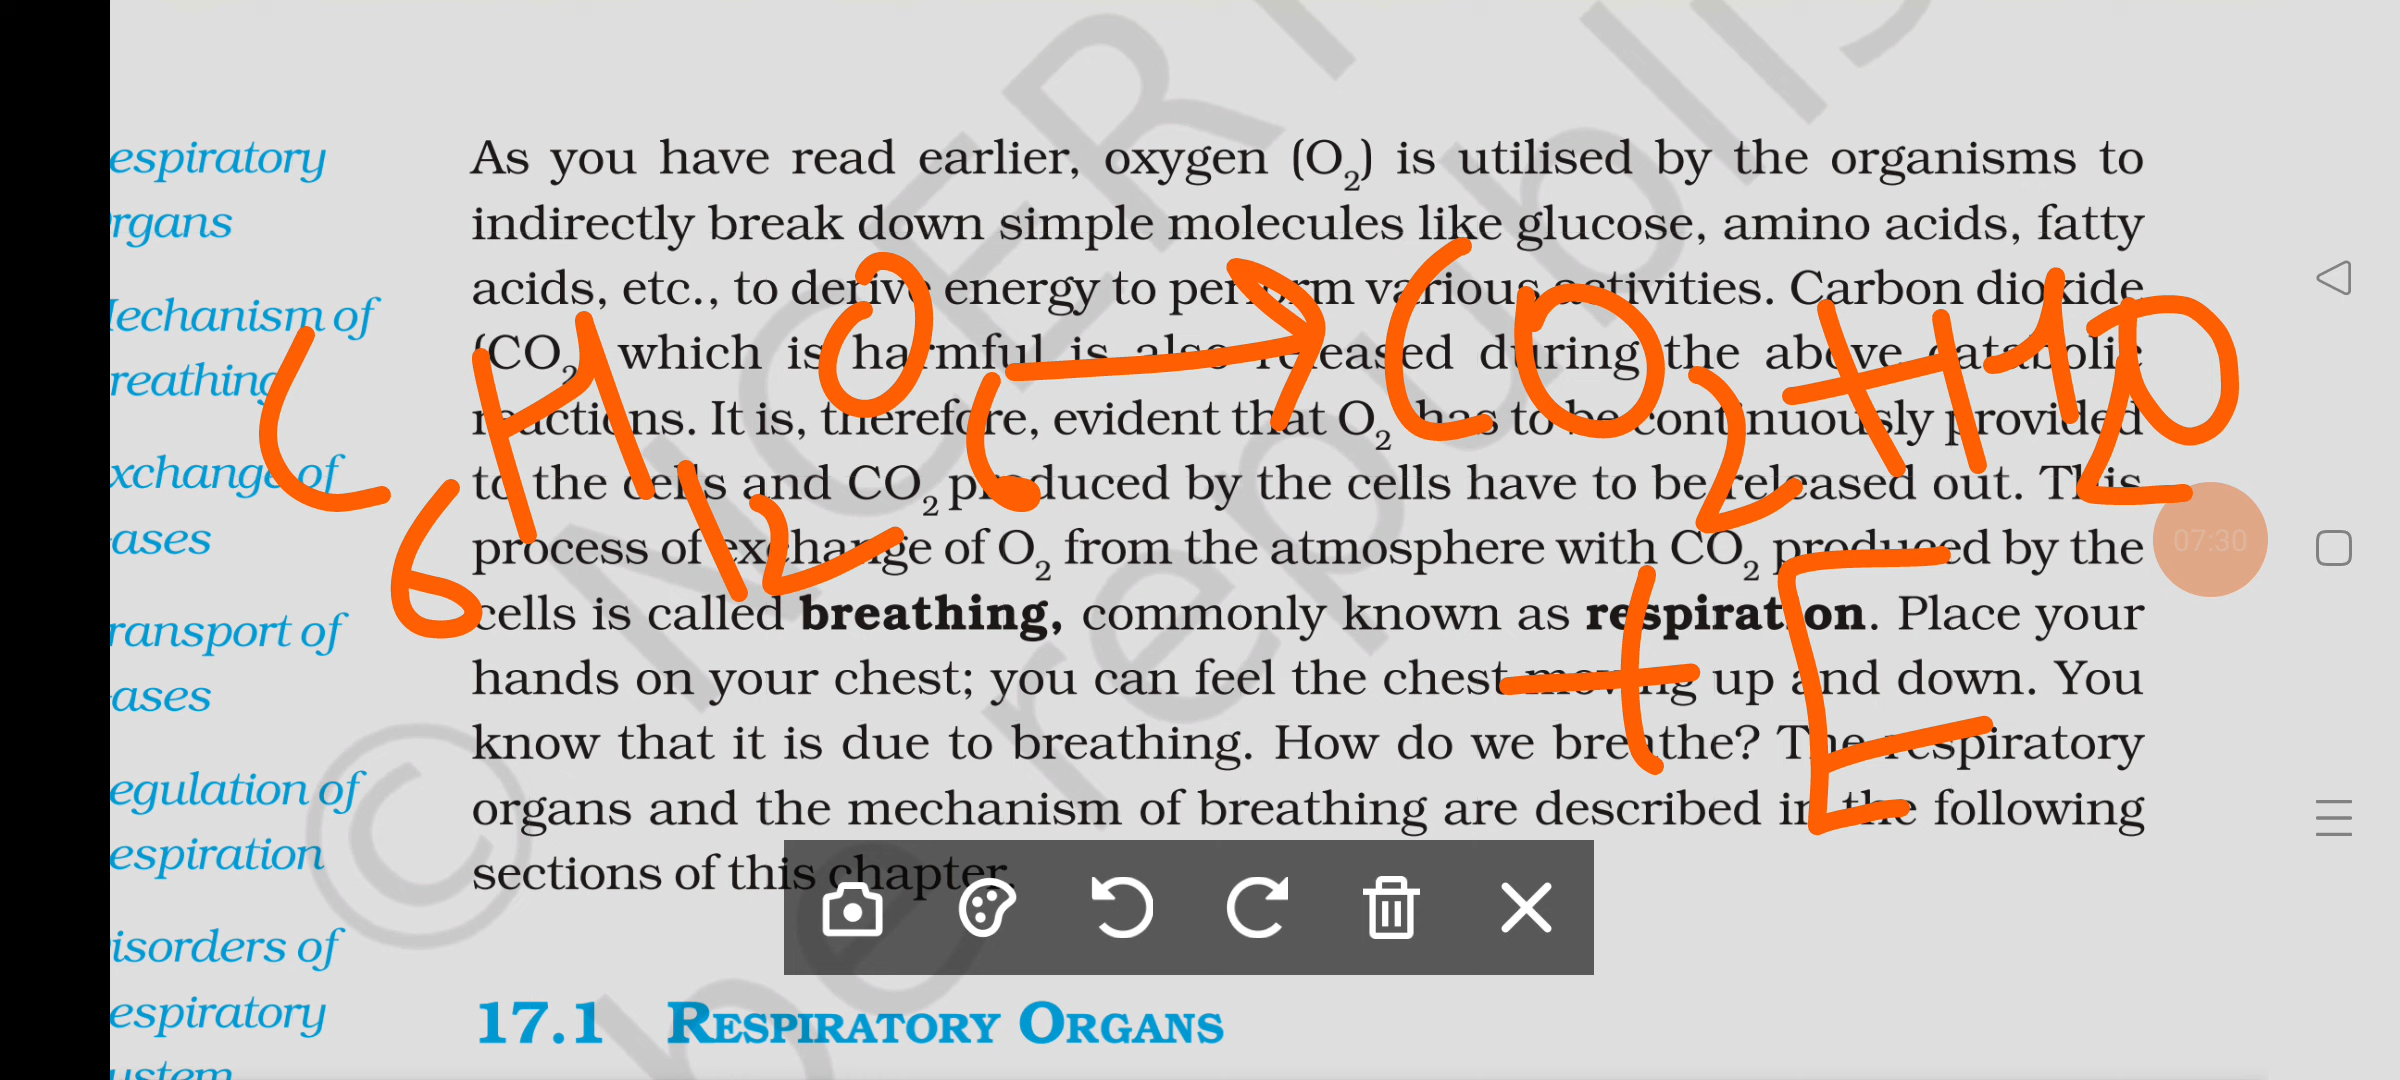 espiratory
rgans
echanism of
reathing
xchange of
ases
ransport of
ases
egulation of
espiration
isorders of
espiratory
ystem
As you have read earlier, oxygen (O₂) is utilised by the organisms to
indirectly break down simple molecules like glucose, amino acids, fatty
acids, etc., to derive energy to perform various activities. Carbon dioxide
(CO₂) which is harmful is also released during the above catabolic
reactions. It is, therefore, evident that O₂ has to be continuously provided
to the cells and CO₂ produced by the cells have to be released out. This
process of exchange of O₂ from the atmosphere with CO₂ produced by the
cells is called breathing, commonly known as respiration. Place your
hands on your chest; you can feel the chest moving up and down. You
know that it is due to breathing. How do we breathe? The respiratory
organs and the mechanism of breathing are described in the following
sections of this chapter.
17.1 RESPIRATORY ORGANS
C₆H₁₂O₆ → CO₂ + H₂O
+ E
07:30
© NCERT
be republis